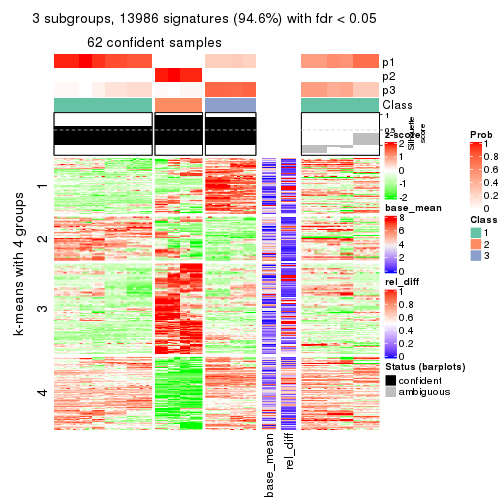 3 subgroups, 13986 signatures (94.6%) with fdr < 0.05
62 confident samples
p1
p2
p3
Class
1
0.5
0
Silhouette
score
k-means with 4 groups
1
2
3
4
base_mean
rel_diff
z-score
2
1
0
-1
-2
base_mean
8
6
4
2
0
rel_diff
1
0.8
0.6
0.4
0.2
0
Status (barplots)
confident
ambiguous
Prob
1
0.8
0.6
0.4
0.2
0
Class
1
2
3